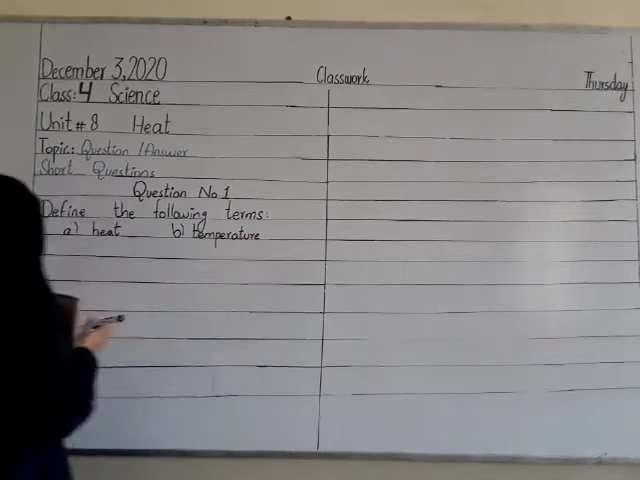 December 3,2020 Classwork Thursday
Class: 4 Science
Unit # 8 Heat
Topic: Question /Answer
Short Questions
Question No 1
Define the following terms:
a) heat b) temperature